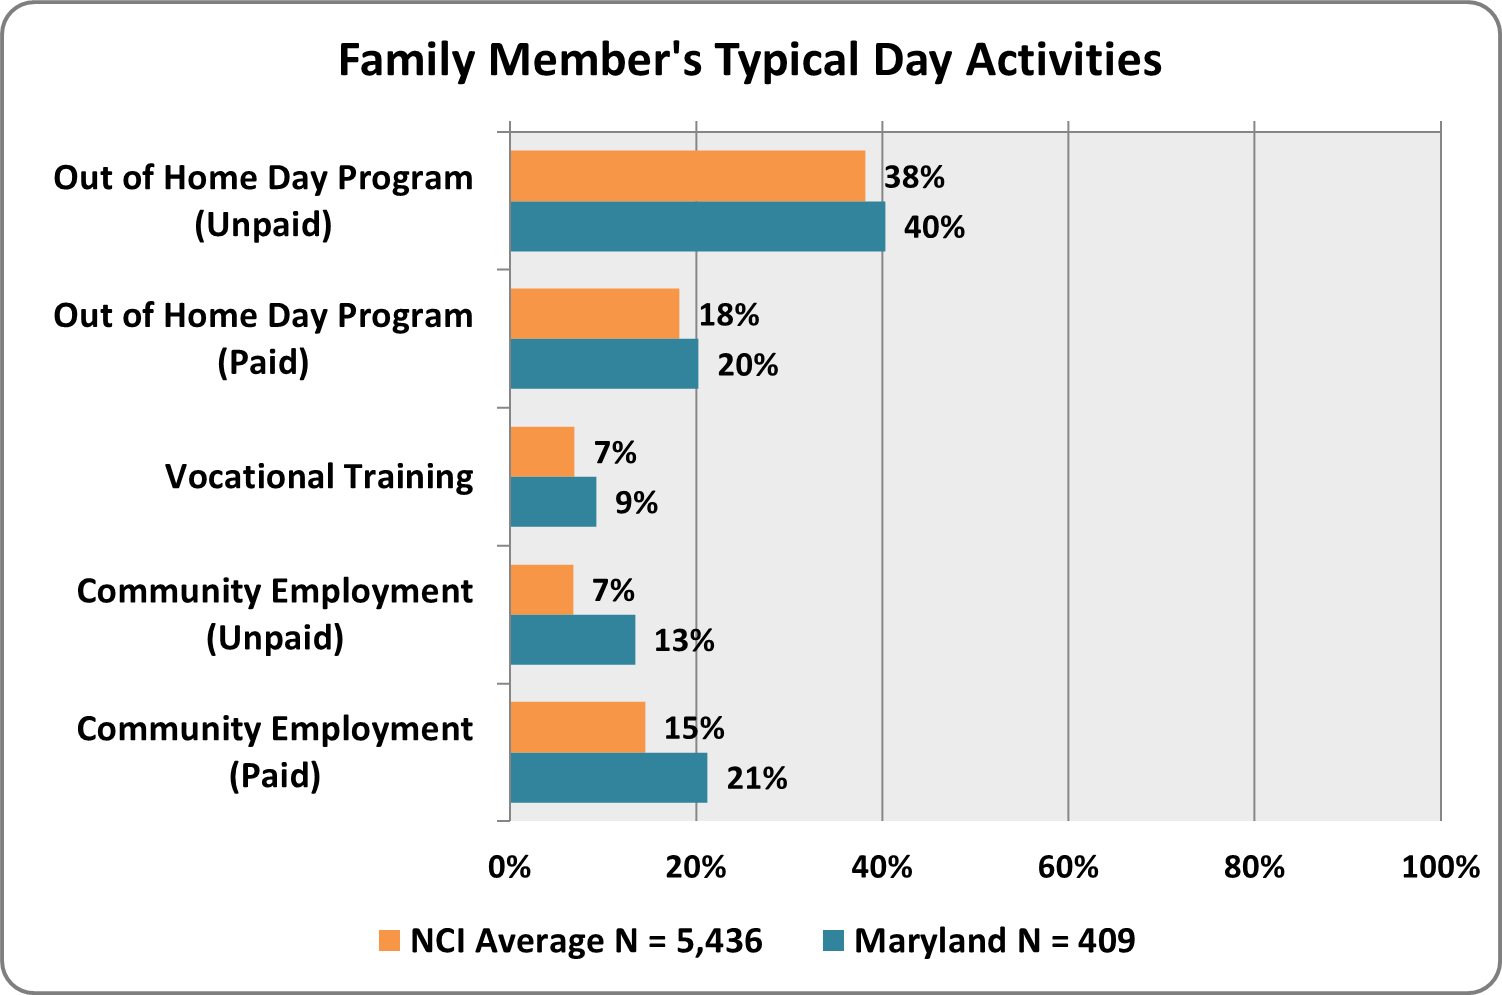 Family Member's Typical Day Activities
Out of Home Day Program
(Unpaid)
38%
40%
Out of Home Day Program
(Paid)
18%
20%
Vocational Training
7%
9%
Community Employment
(Unpaid)
7%
13%
Community Employment
(Paid)
15%
21%
0% 20% 40% 60% 80% 100%
NCI Average N = 5,436 Maryland N = 409